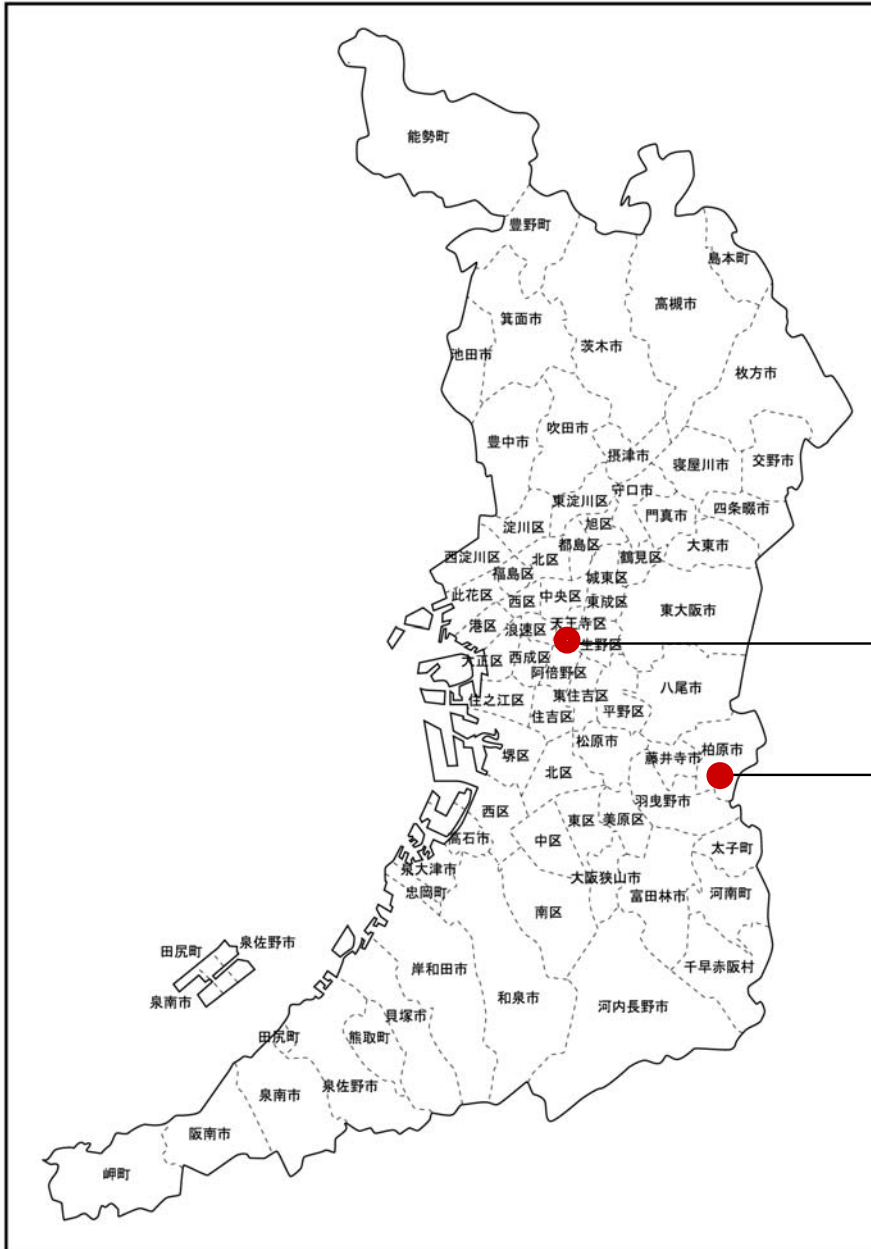 能勢町
豊野町
島本町
高槻市
箕面市
茨木市
池田市
枚方市
吹田市
豊中市
摂津市
寝屋川市
交野市
守口市
東淀川区
四条畷市
門真市
淀川区
旭区
都島区
大東市
西淀川区
北区
鶴見区
福島区
城東区
此花区
西区
中央区
東成区
東大阪市
港区
浪速区
天王寺区
生野区
大正区
西成区
阿倍野区
八尾市
住之江区
東住吉区
平野区
住吉区
松原市
柏原市
堺区
藤井寺市
北区
羽曳野市
西区
東区
美原区
高石市
中区
太子町
泉大津市
大阪狭山市
忠岡町
富田林市
河南町
南区
田尻町
泉佐野市
岸和田市
千早赤阪村
泉南市
和泉市
河内長野市
貝塚市
田尻町
熊取町
泉南市
泉佐野市
阪南市
岬町